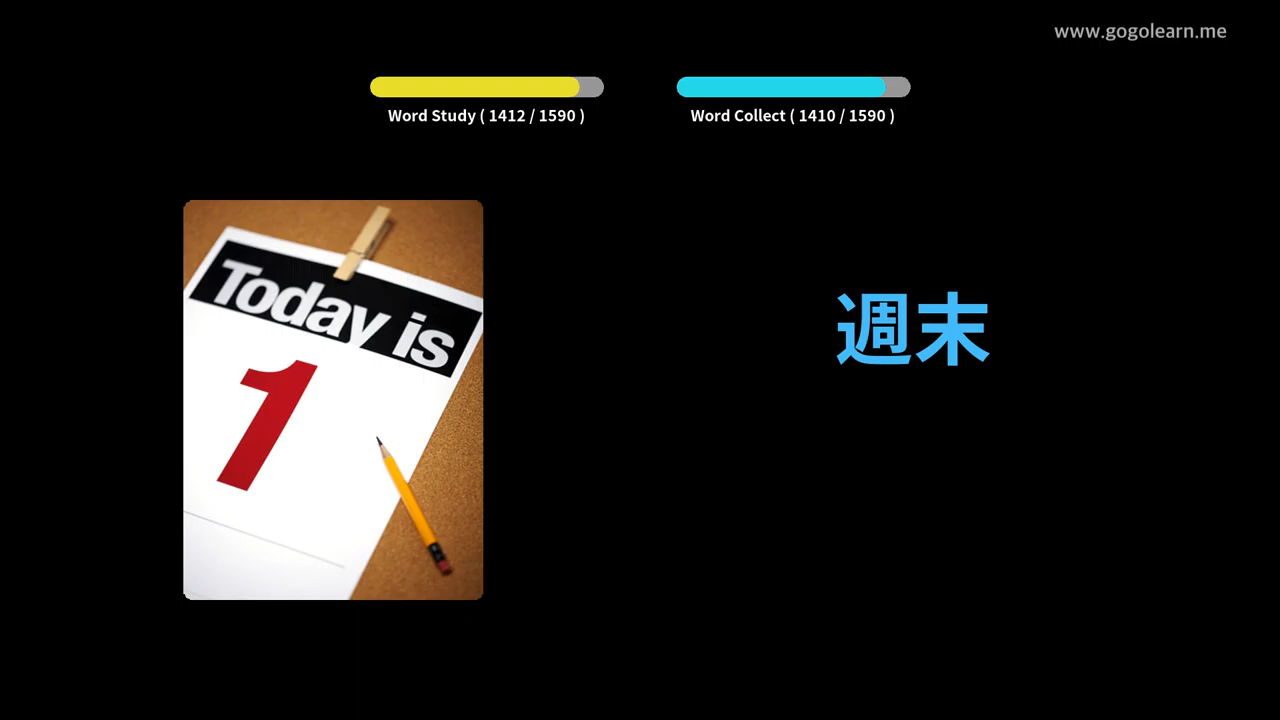 www.gogolearn.me
Word Study ( 1412 / 1590 )
Word Collect ( 1410 / 1590 )
Today is
1
週末